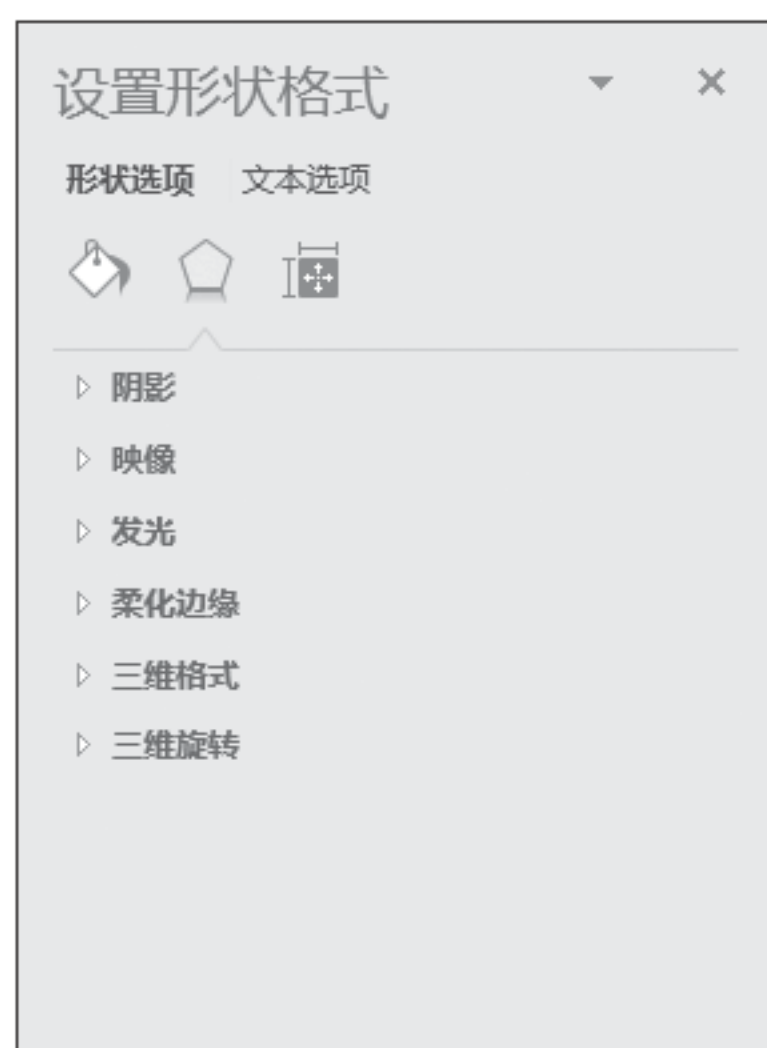 设置形状格式
形状选项 文本选项
阴影
映像
发光
柔化边缘
三维格式
三维旋转